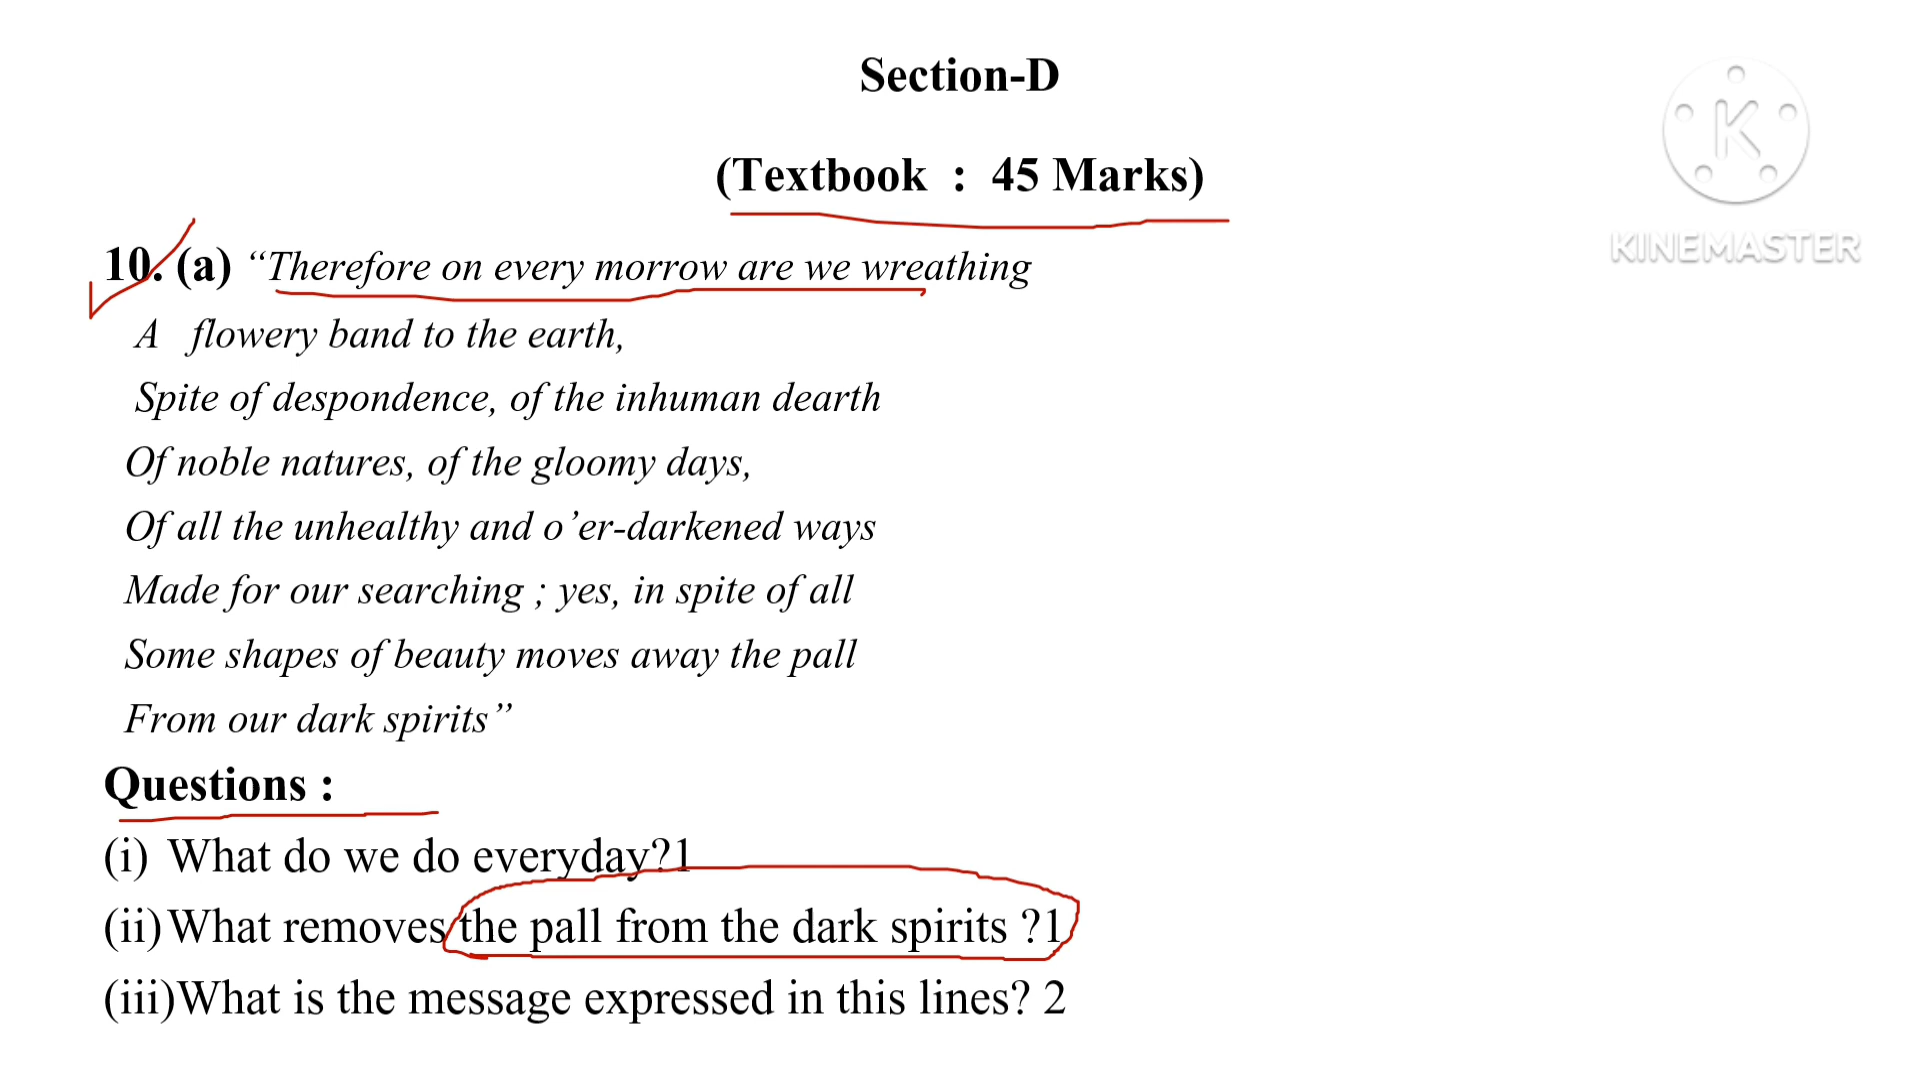 Section-D
(Textbook : 45 Marks)
K
KINEMASTER
10. (a) “Therefore on every morrow are we wreathing
A flowery band to the earth,
Spite of despondence, of the inhuman dearth
Of noble natures, of the gloomy days,
Of all the unhealthy and o’er-darkened ways
Made for our searching ; yes, in spite of all
Some shapes of beauty moves away the pall
From our dark spirits”
Questions :
(i) What do we do everyday?1
(ii) What removes the pall from the dark spirits ?1
(iii)What is the message expressed in this lines? 2